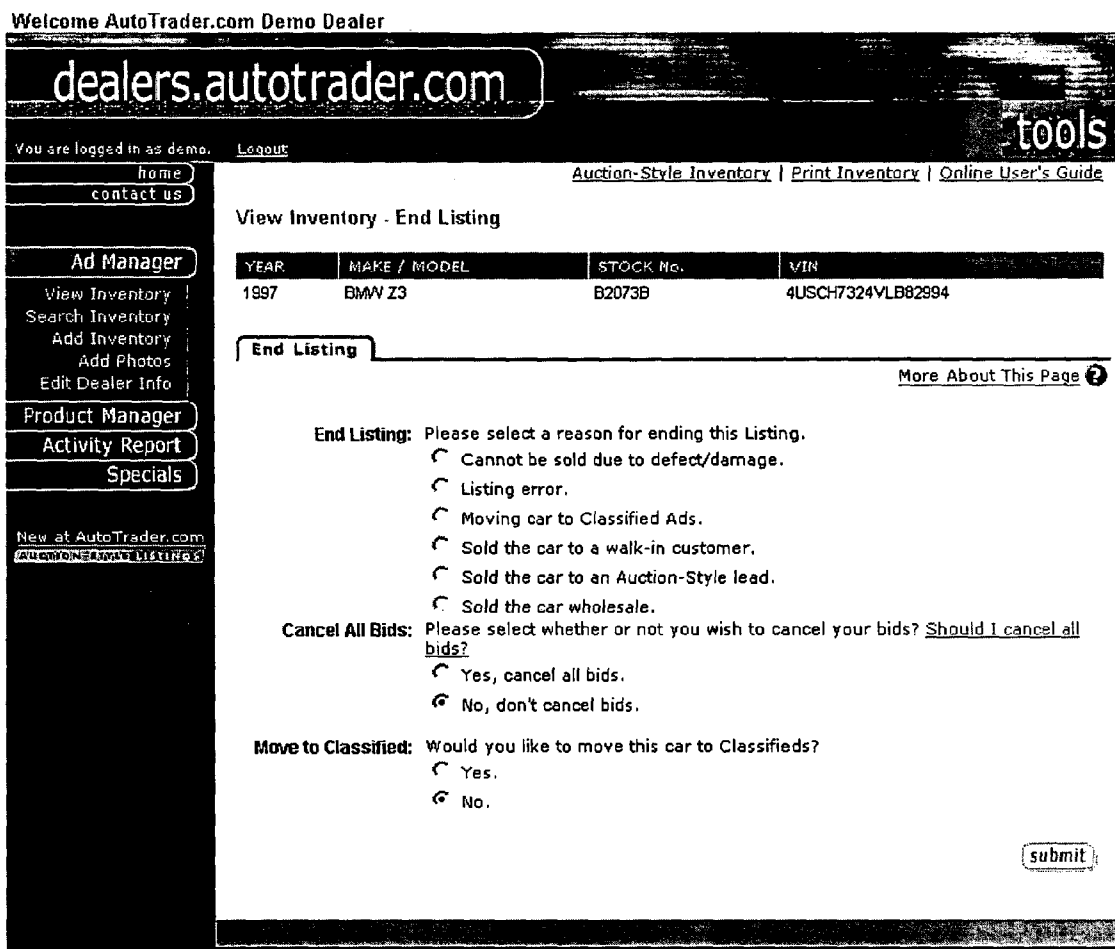 Welcome AutoTrader.com Demo Dealer
dealers.autotrader.com
tools
You are logged in as demo. Logout
home
contact us
Auction-Style Inventory | Print Inventory | Online User's Guide
View Inventory - End Listing
Ad Manager
View Inventory
Search Inventory
Add Inventory
Add Photos
Edit Dealer Info
Product Manager
Activity Report
Specials
New at AutoTrader.com
AUCTION-STYLE LISTINGS
YEAR MAKE / MODEL STOCK No. VIN
1997 BMW Z3 B2073B 4USCH7324VLB82994
End Listing
More About This Page ?
End Listing: Please select a reason for ending this Listing.
Cannot be sold due to defect/damage.
Listing error.
Moving car to Classified Ads.
Sold the car to a walk-in customer.
Sold the car to an Auction-Style lead.
Sold the car wholesale.
Cancel All Bids: Please select whether or not you wish to cancel your bids? Should I cancel all
bids?
Yes, cancel all bids.
No, don't cancel bids.
Move to Classified: Would you like to move this car to Classifieds?
Yes.
No.
submit